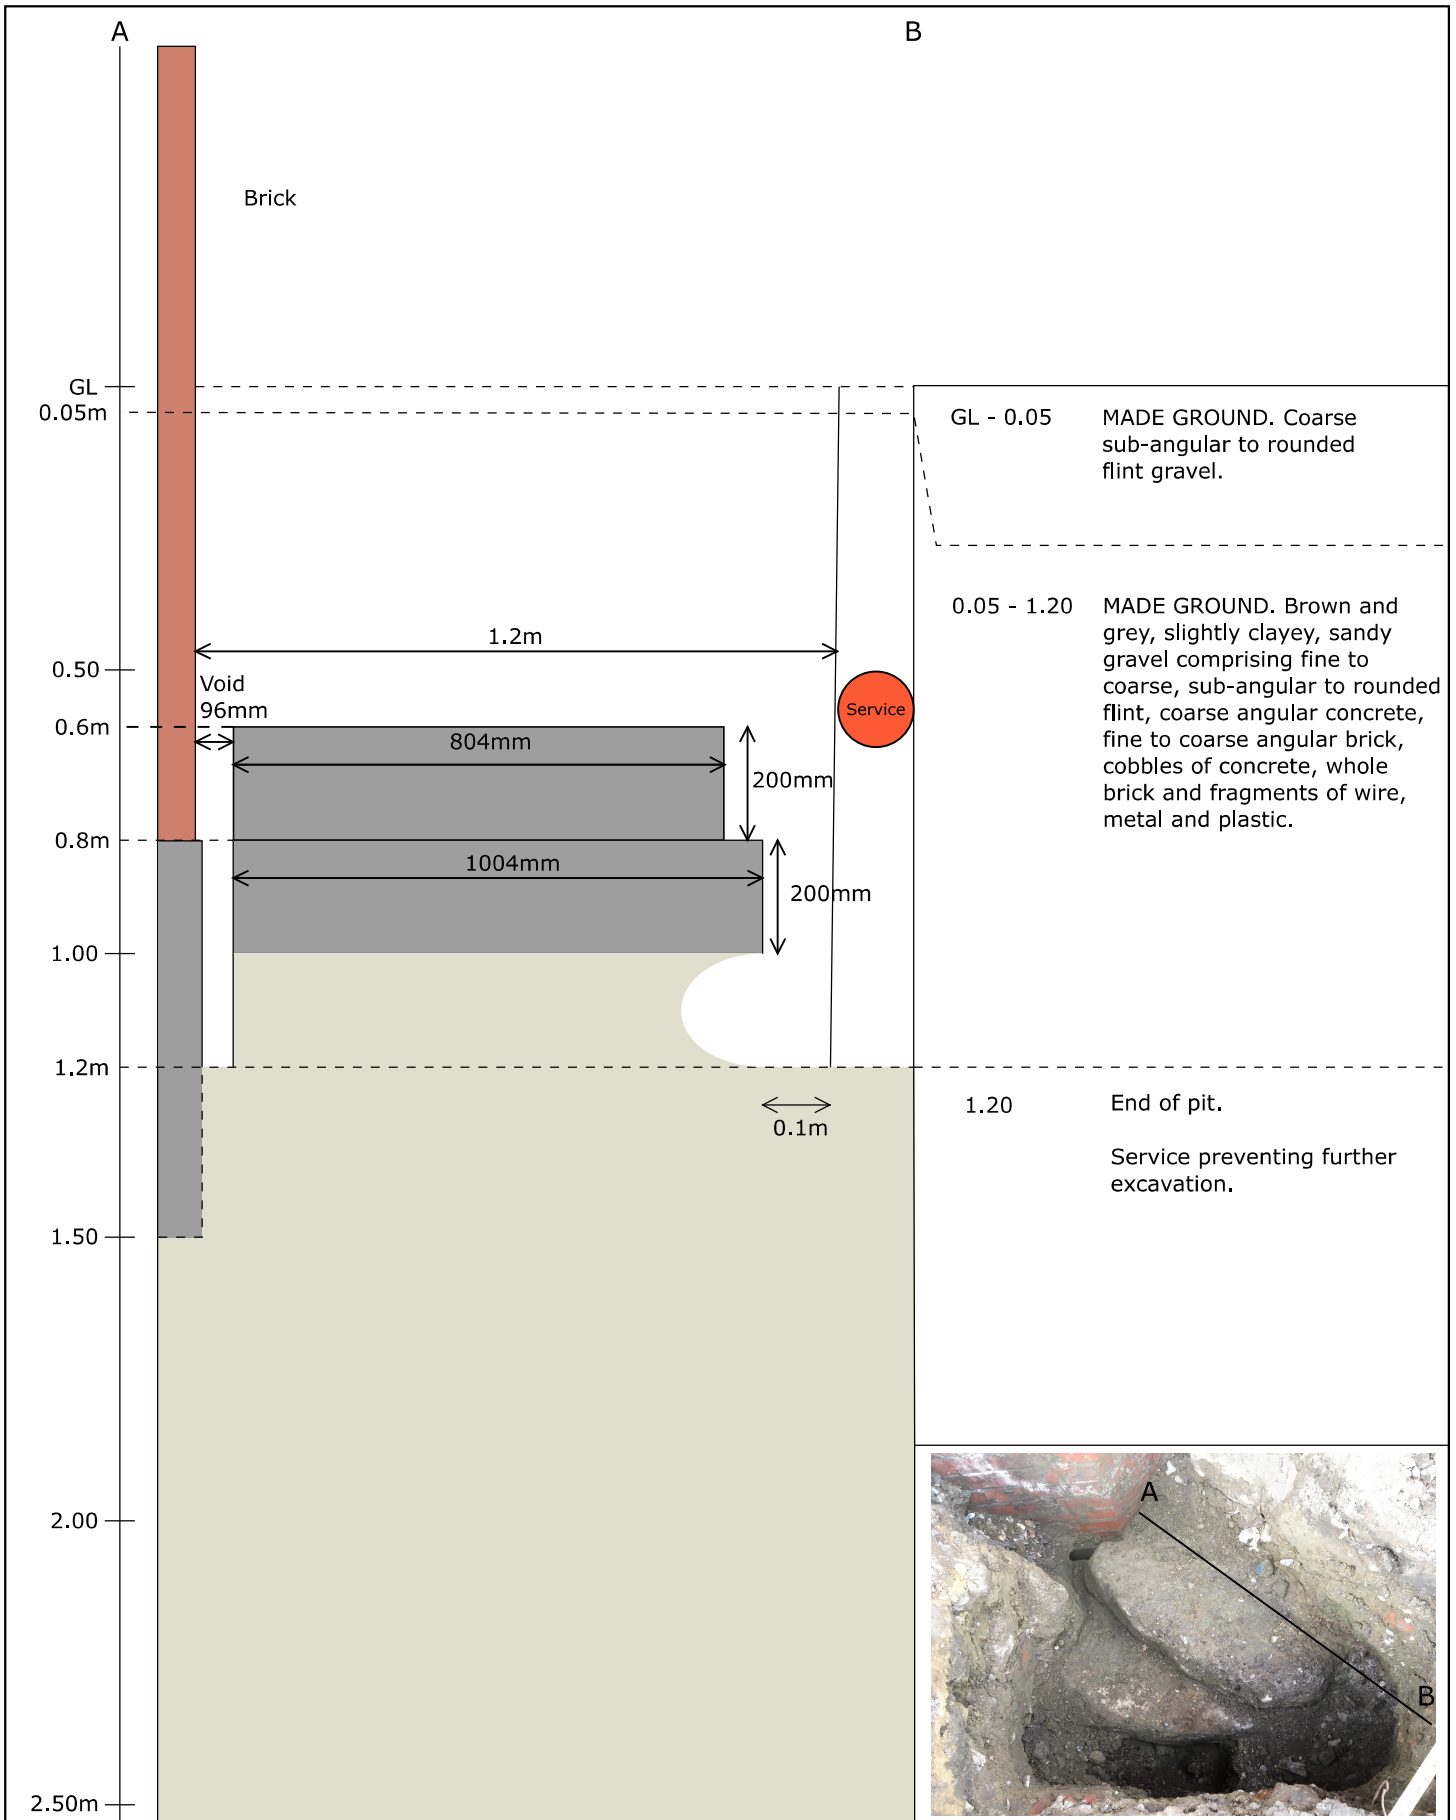 A
B
Brick
GL
0.05m
GL - 0.05
MADE GROUND. Coarse
sub-angular to rounded
flint gravel.
0.05 - 1.20
MADE GROUND. Brown and
grey, slightly clayey, sandy
gravel comprising fine to
coarse, sub-angular to rounded
flint, coarse angular concrete,
fine to coarse angular brick,
cobbles of concrete, whole
brick and fragments of wire,
metal and plastic.
1.2m
0.50
Void
96mm
Service
0.6m
804mm
200mm
0.8m
1004mm
200mm
1.00
1.2m
0.1m
1.20
End of pit.
Service preventing further
excavation.
1.50
2.00
2.50m
A
B